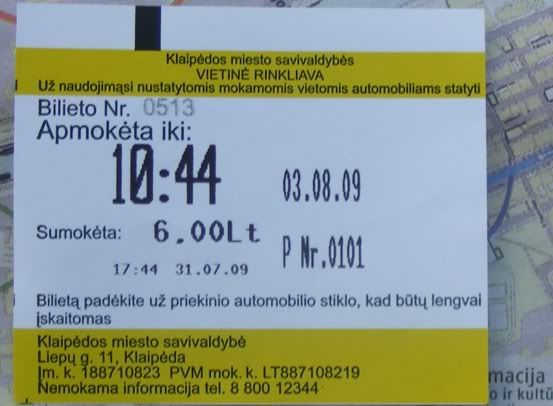 Klaipėdos miesto savivaldybės
VIETINĖ RINKLIAVA
Už naudojimąsi nustatytomis mokamomis vietomis automobiliams statyti
Bilieto Nr. 0513
Apmokėta iki:
10:44 03.08.09
Sumokėta: 6,00Lt
P Nr.0101
17:44 31.07.09
Bilietą padėkite už priekinio automobilio stiklo, kad būtų lengvai
įskaitomas
Klaipėdos miesto savivaldybė
Liepų g. 11, Klaipėda
Įm. k. 188710823 PVM mok. k. LT887108219
Nemokama informacija tel. 8 800 12344
macija
o ir kultū